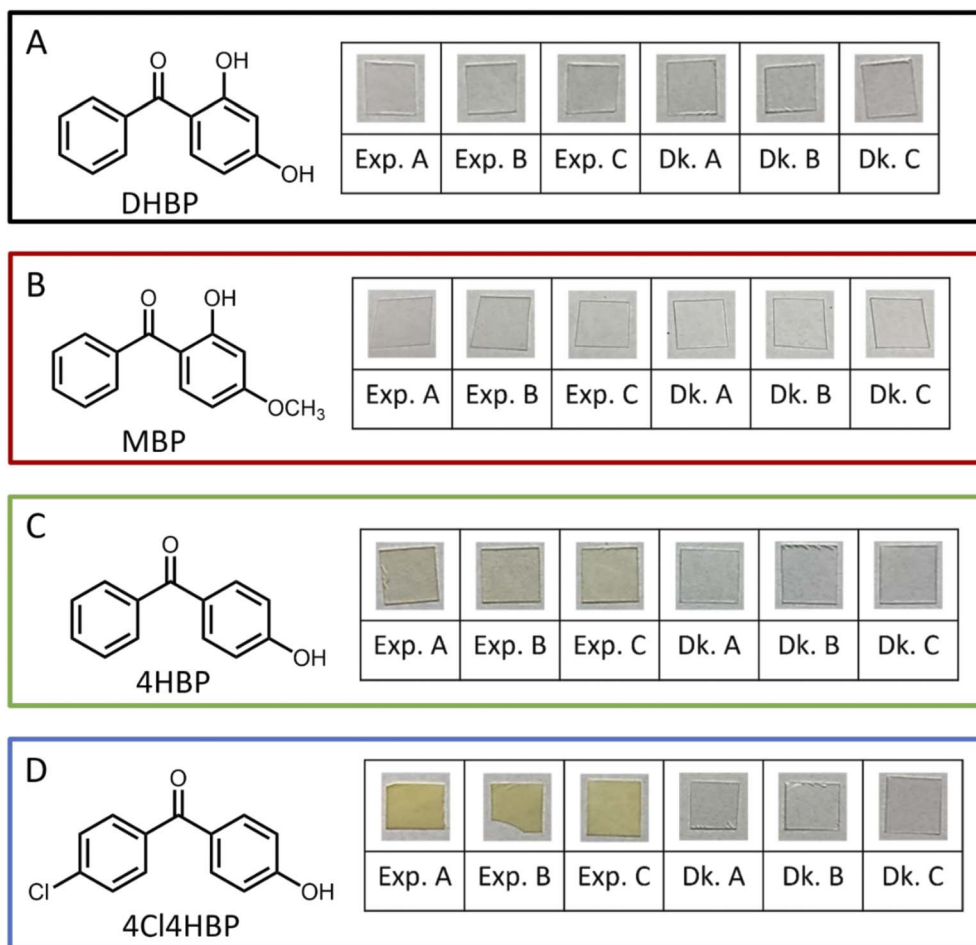 A
O
OH
OH
DHBP
Exp. A Exp. B Exp. C Dk. A Dk. B Dk. C
B
O
OH
OCH₃
MBP
Exp. A Exp. B Exp. C Dk. A Dk. B Dk. C
C
O
OH
4HBP
Exp. A Exp. B Exp. C Dk. A Dk. B Dk. C
D
O
Cl
OH
4Cl4HBP
Exp. A Exp. B Exp. C Dk. A Dk. B Dk. C